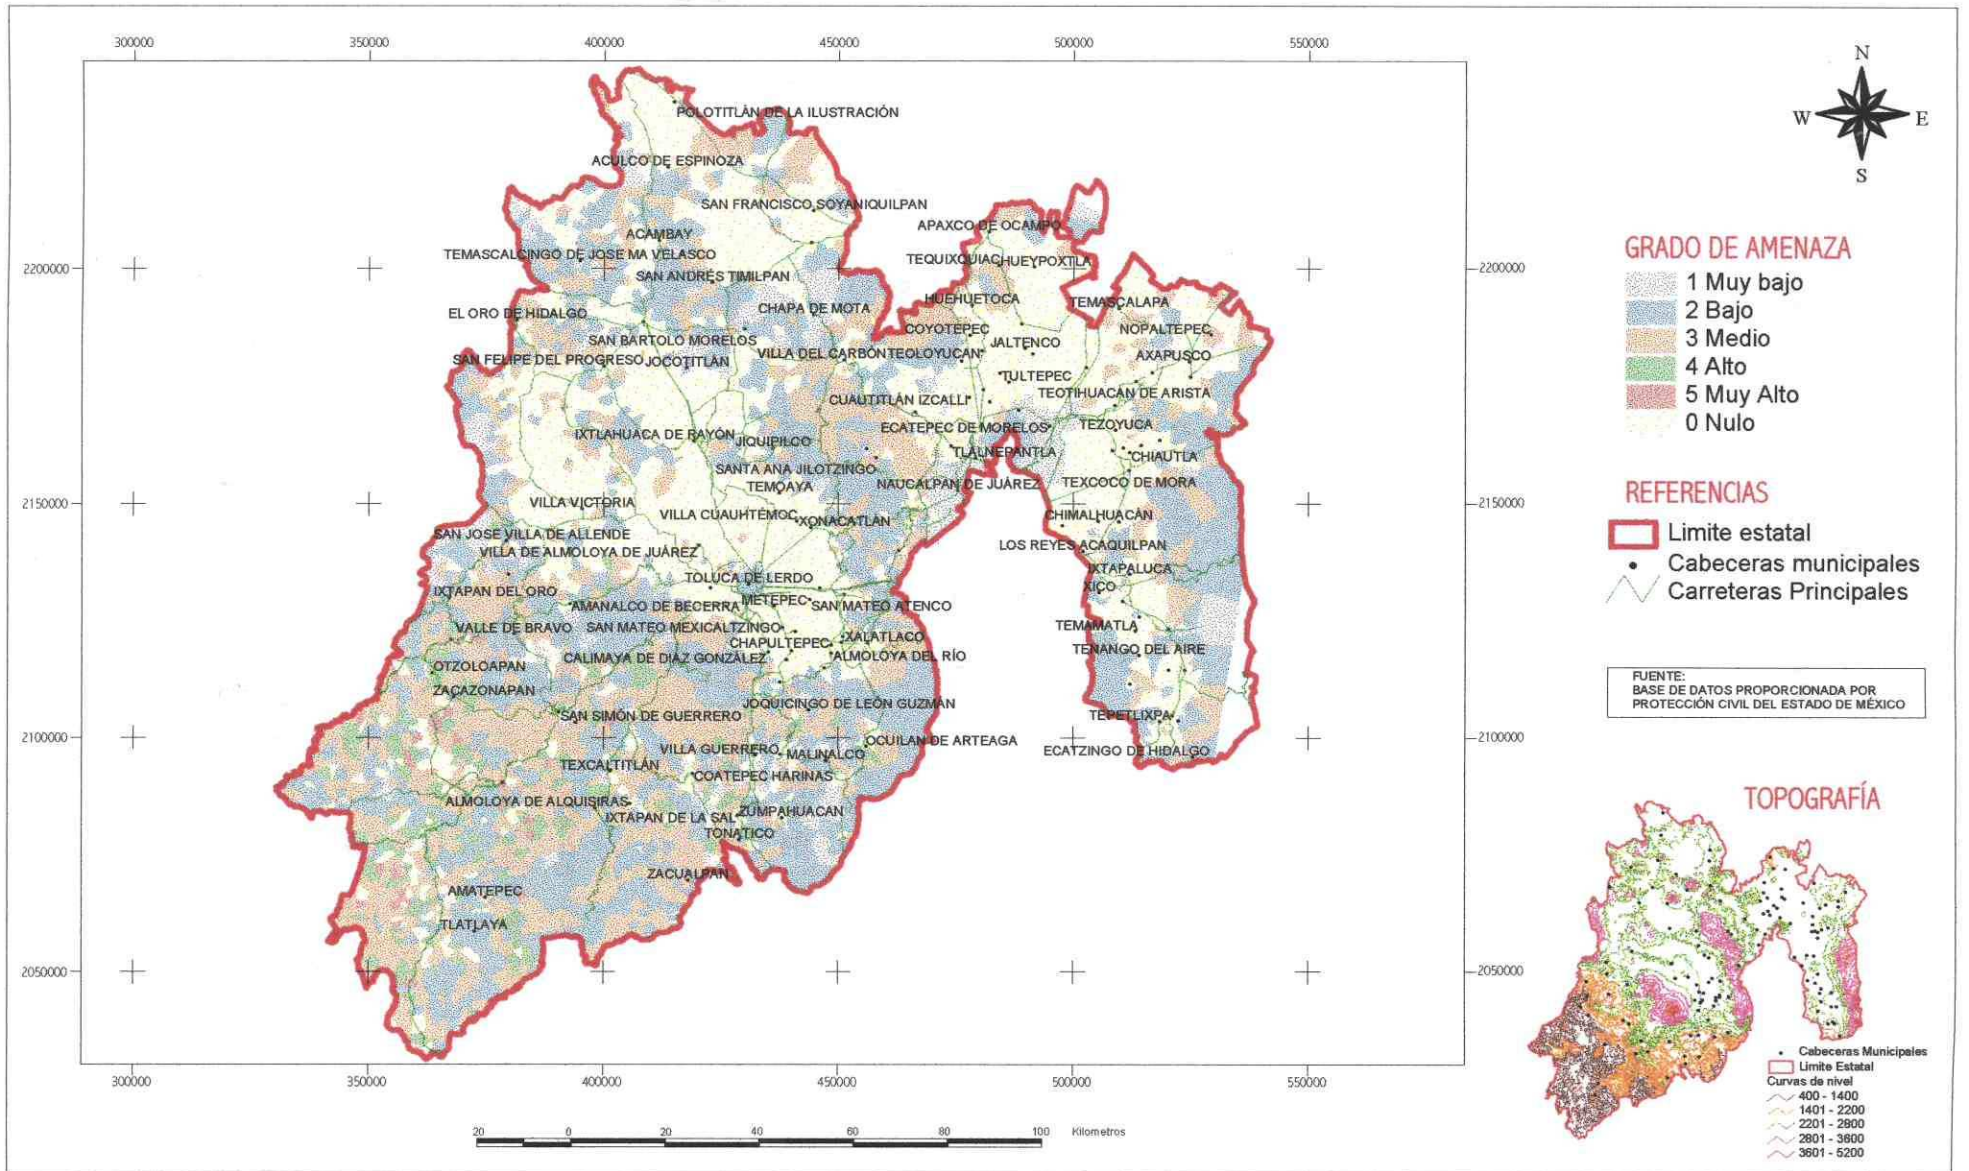 300000 350000 400000 450000 500000 550000
N
W E
S
POLOTITLÁN DE LA ILUSTRACIÓN
ACULCO DE ESPINOZA
SAN FRANCISCO SOYANIQUILPAN
APAXCO DE OCAMPO
ACAMBAY
TEMASCALCINGO DE JOSE MA VELASCO
TEQUIXQUIAC HUEYPOXTLA
2200000 2200000
SAN ANDRÉS TIMILPAN
HUEHUETOCA
TEMASCALAPA
CHAPA DE MOTA
EL ORO DE HIDALGO
COYOTEPEC
NOPALTEPEC
SAN BARTOLO MORELOS
JALTENCO
VILLA DEL CARBÓN TEOLOYUCAN
AXAPUSCO
SAN FELIPE DEL PROGRESO JOCOTITLÁN
TULTEPEC
TEOTIHUACAN DE ARISTA
CUAUTITLÁN IZCALLI
ECATEPEC DE MORELOS
TEZOYUCA
IXTLAHUACA DE RAYÓN
JIQUIPILCO
TLALNEPANTLA
CHIAUTLA
SANTA ANA JILOTZINGO
TEMOAYA
NAUCALPAN DE JUÁREZ
TEXCOCO DE MORA
2150000 2150000
VILLA VICTORIA
VILLA CUAUHTÉMOC
XONACATLÁN
CHIMALHUACÁN
SAN JOSE VILLA DE ALLENDE
LOS REYES ACAQUILPAN
VILLA DE ALMOLOYA DE JUÁREZ
IXTAPALUCA
TOLUCA DE LERDO
XICO
IXTAPAN DEL ORO
METEPEC
AMANALCO DE BECERRA
SAN MATEO ATENCO
VALLE DE BRAVO
SAN MATEO MEXICALTZINGO
TEMAMATLA
CHAPULTEPEC
XALATLACO
TENANGO DEL AIRE
CALIMAYA DE DIAZ GONZÁLEZ
ALMOLOYA DEL RÍO
OTZOLOAPAN
ZACAZONAPAN
JOQUICINGO DE LEÓN GUZMÁN
SAN SIMÓN DE GUERRERO
TEPETLIXPA
2100000 2100000
OCUILAN DE ARTEAGA
VILLA GUERRERO
MALINALCO
ECATZINGO DE HIDALGO
TEXCALTITLÁN
COATEPEC HARINAS
ALMOLOYA DE ALQUISIRAS
ZUMPAHUACAN
IXTAPAN DE LA SAL
TONATICO
ZACUALPAN
AMATEPEC
TLATLAYA
2050000 2050000
300000 350000 400000 450000 500000 550000
20 0 20 40 60 80 100 Kilometros
GRADO DE AMENAZA
1 Muy bajo
2 Bajo
3 Medio
4 Alto
5 Muy Alto
0 Nulo
REFERENCIAS
Limite estatal
Cabeceras municipales
Carreteras Principales
FUENTE:
BASE DE DATOS PROPORCIONADA POR
PROTECCIÓN CIVIL DEL ESTADO DE MÉXICO
TOPOGRAFÍA
Cabeceras Municipales
Limite Estatal
Curvas de nivel
400 - 1400
1401 - 2200
2201 - 2800
2801 - 3600
3601 - 5200